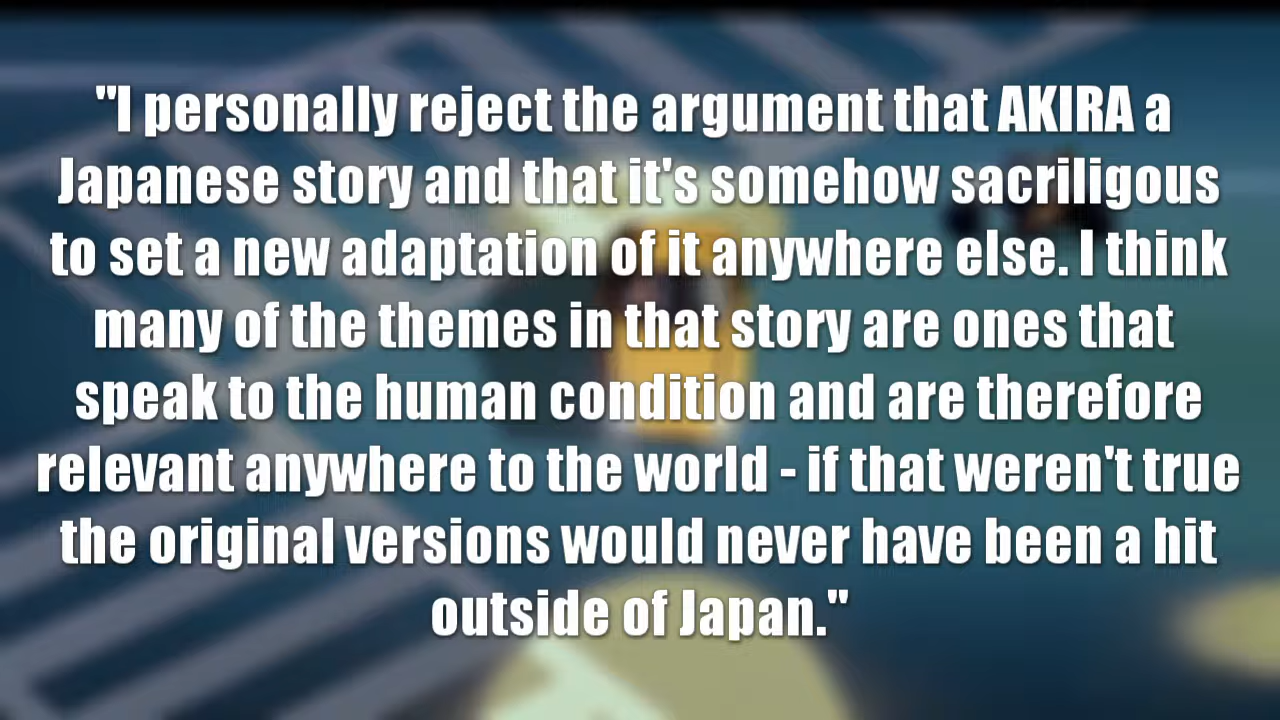 "I personally reject the argument that AKIRA a
Japanese story and that it's somehow sacriligous
to set a new adaptation of it anywhere else. I think
many of the themes in that story are ones that
speak to the human condition and are therefore
relevant anywhere to the world - if that weren't true
the original versions would never have been a hit
outside of Japan."